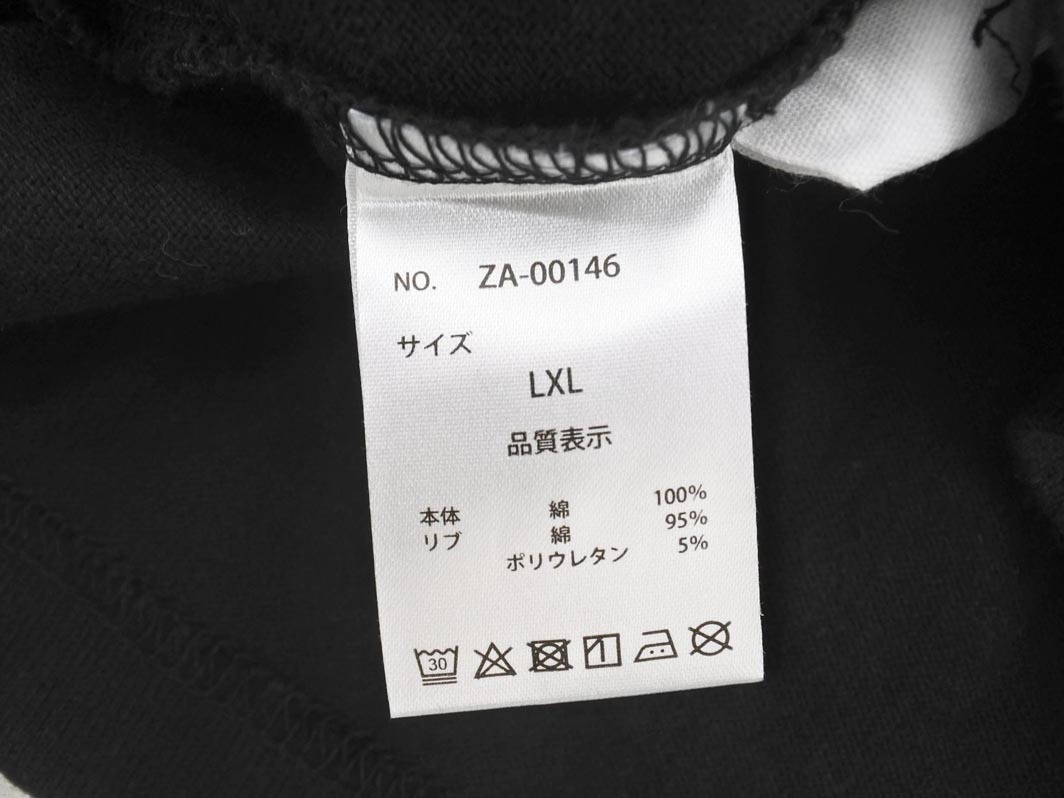 NO. ZA-00146
サイズ
LXL
品質表示
本体 綿 100%
リブ 綿 95%
ポリウレタン 5%
30